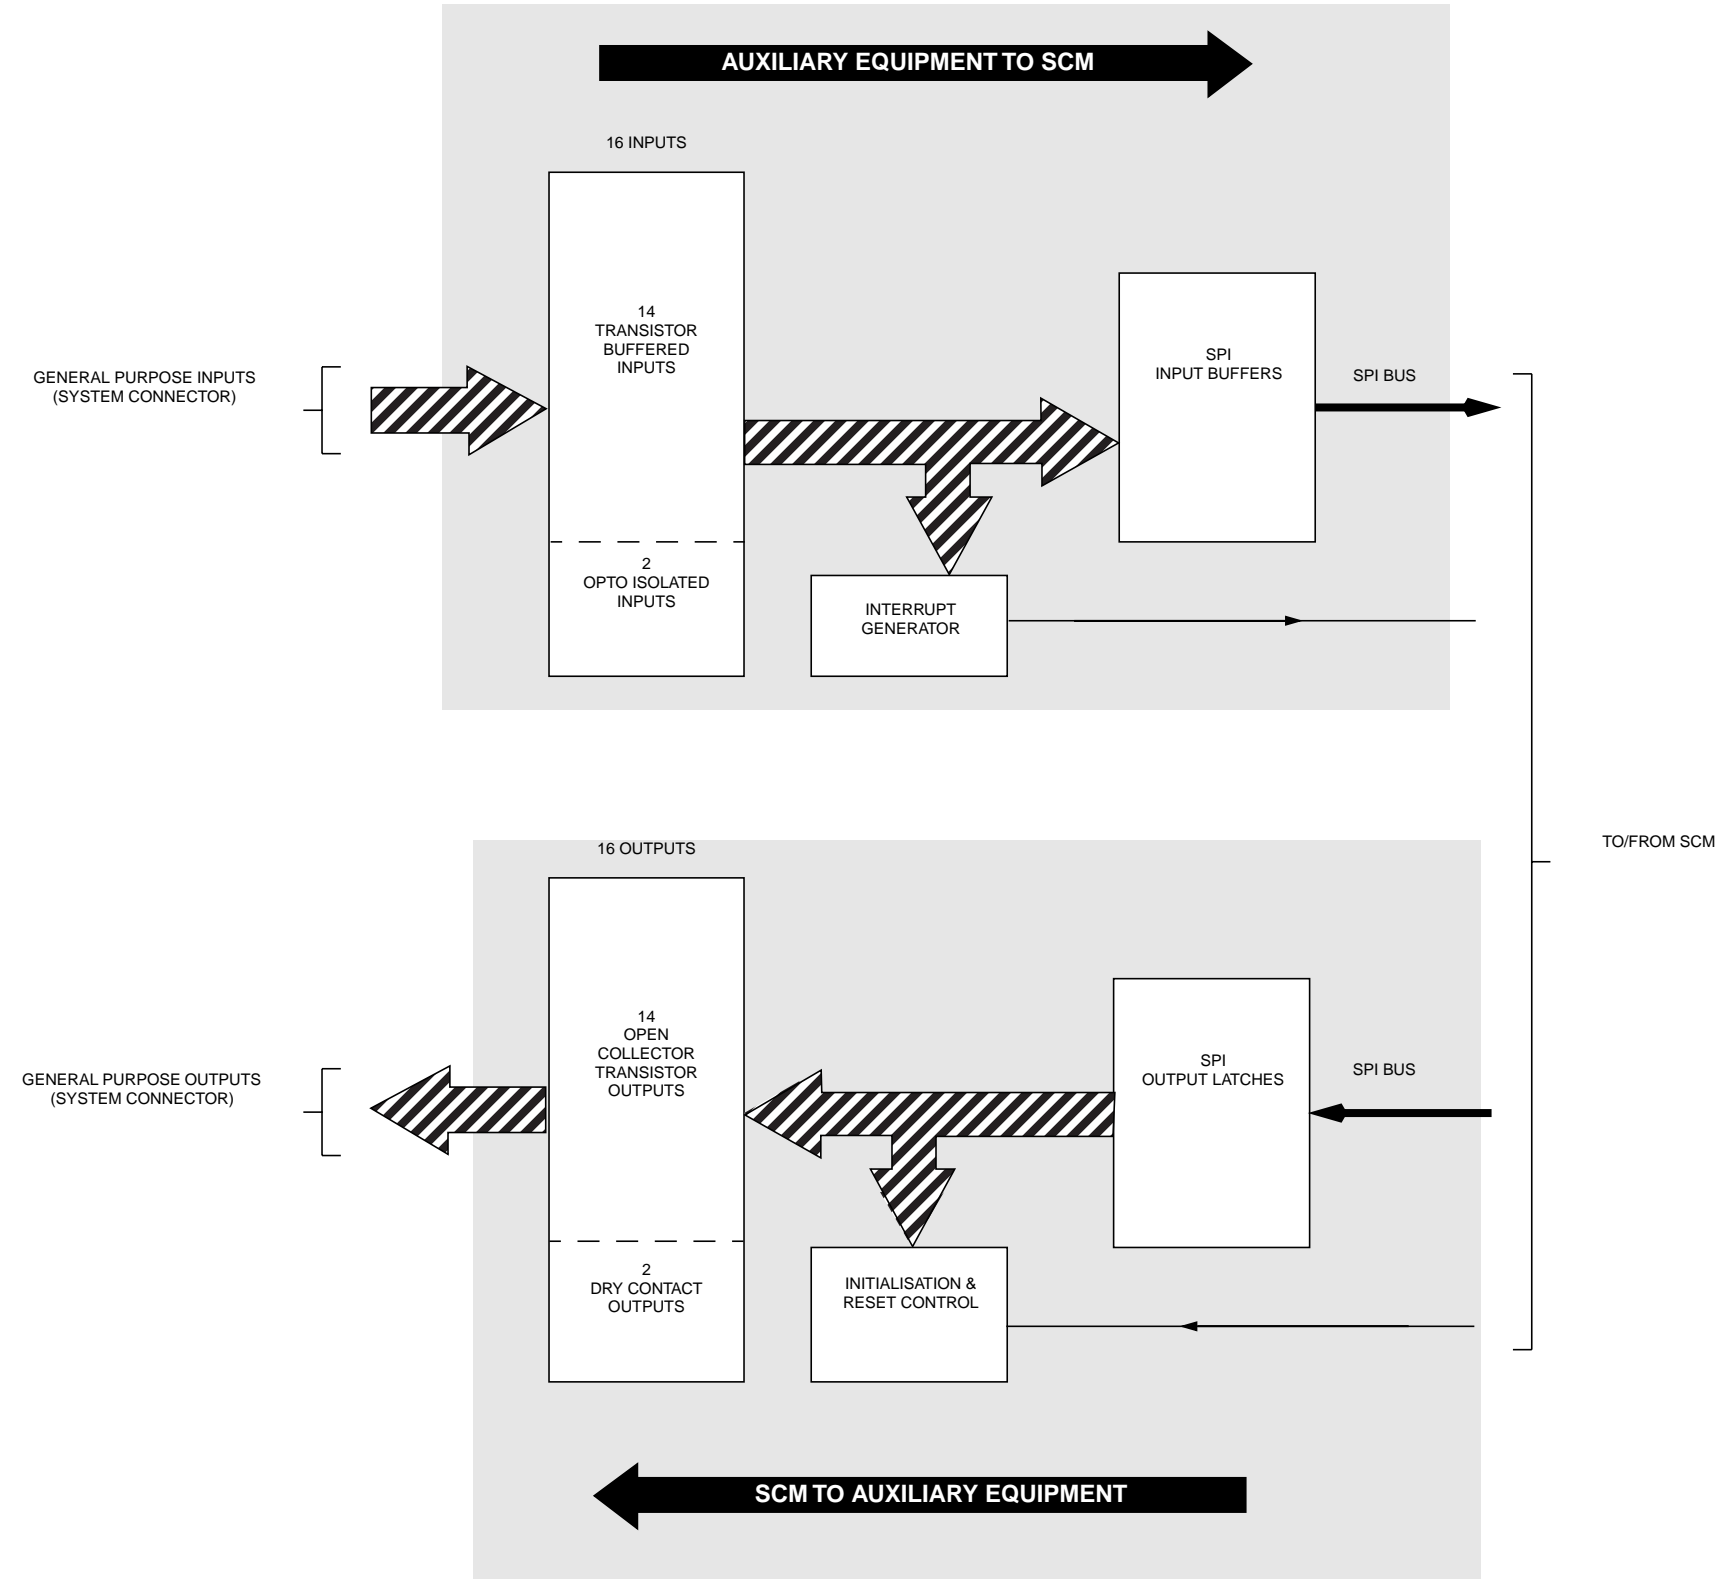 AUXILIARY EQUIPMENT TO SCM
16 INPUTS
14
TRANSISTOR
BUFFERED
INPUTS
SPI
INPUT BUFFERS
SPI BUS
GENERAL PURPOSE INPUTS
(SYSTEM CONNECTOR)
2
OPTO ISOLATED
INPUTS
INTERRUPT
GENERATOR
TO/FROM SCM
16 OUTPUTS
14
OPEN
COLLECTOR
TRANSISTOR
OUTPUTS
SPI
OUTPUT LATCHES
SPI BUS
GENERAL PURPOSE OUTPUTS
(SYSTEM CONNECTOR)
2
DRY CONTACT
OUTPUTS
INITIALISATION &
RESET CONTROL
SCM TO AUXILIARY EQUIPMENT